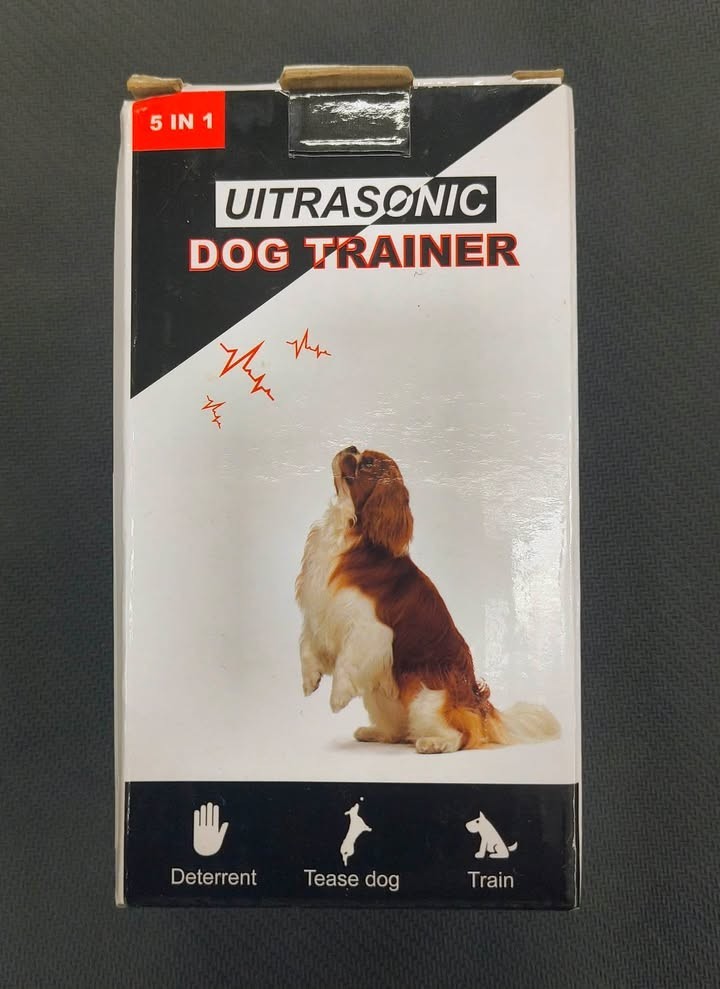 5 IN 1
UITRASONIC
DOG TRAINER
Deterrent
Tease dog
Train